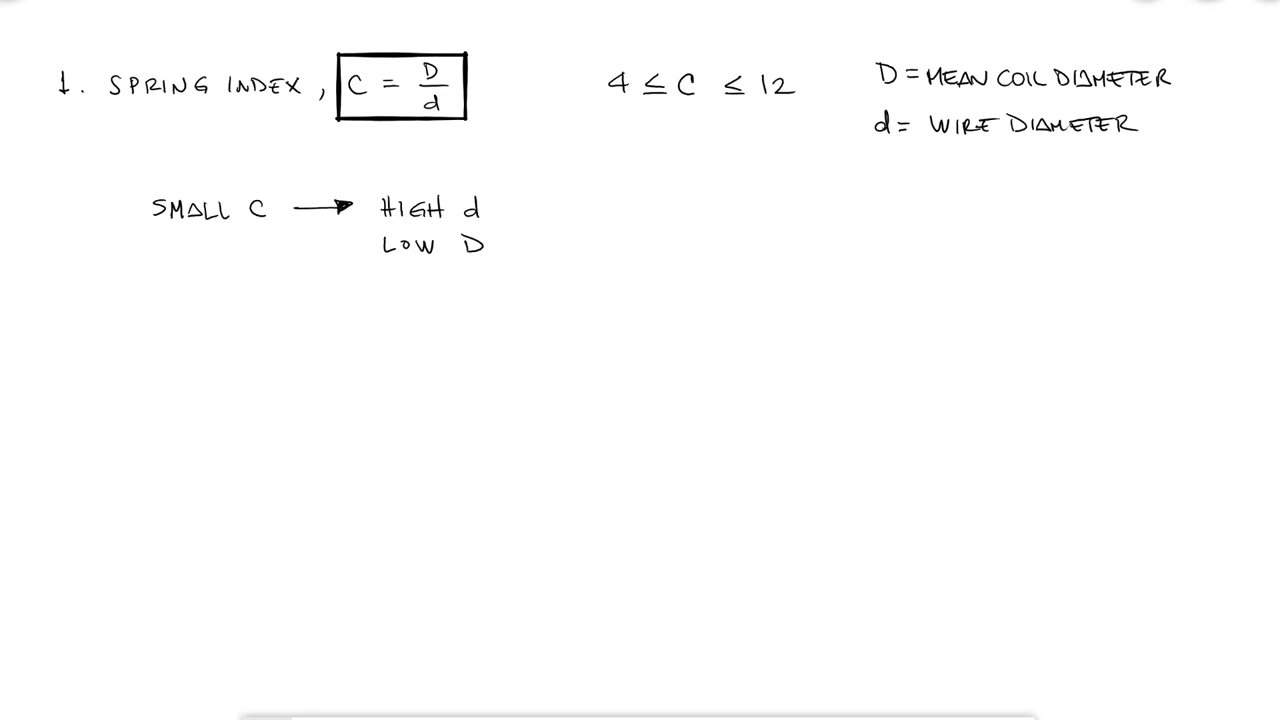 1. SPRING INDEX, C = D/d 4 ≤ C ≤ 12 D = MEAN COIL DIAMETER
d = WIRE DIAMETER
SMALL C → HIGH d
LOW D